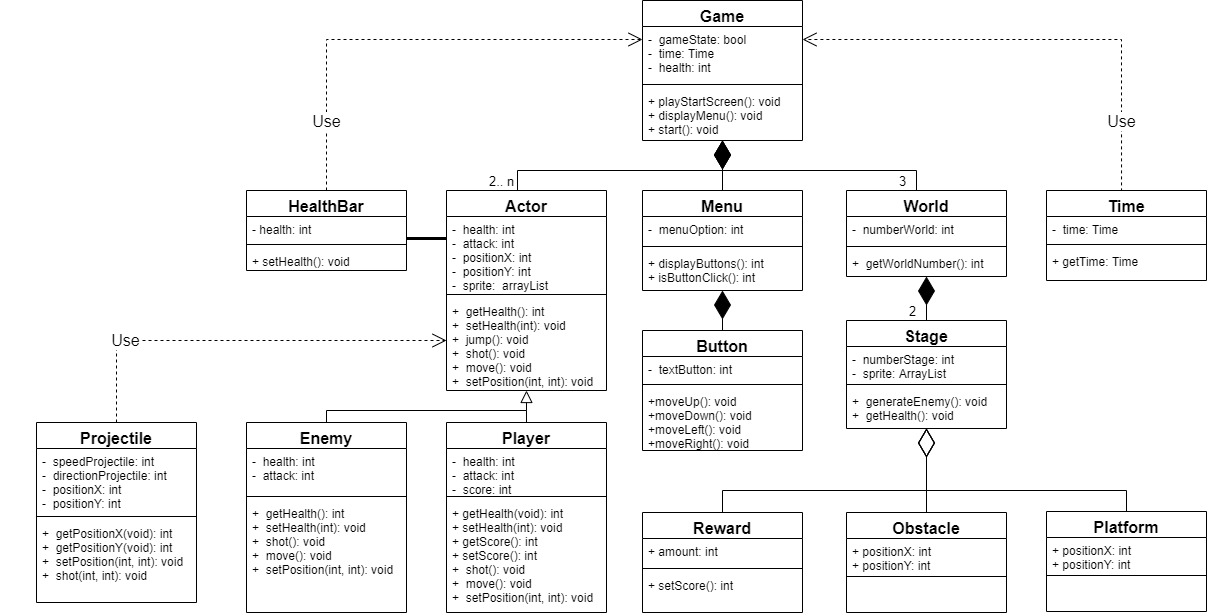 Game
- gameState: bool
- time: Time
- health: int
+ playStartScreen(): void
+ displayMenu(): void
+ start(): void
Use
Use
2.. n
3
HealthBar
- health: int
+ setHealth(): void
Actor
- health: int
- attack: int
- positionX: int
- positionY: int
- sprite: arrayList
+ getHealth(): int
+ setHealth(int): void
+ jump(): void
+ shot(): void
+ move(): void
+ setPosition(int, int): void
Menu
- menuOption: int
+ displayButtons(): int
+ isButtonClick(): int
World
- numberWorld: int
+ getWorldNumber(): int
Time
- time: Time
+ getTime: Time
2
Use
Button
- textButton: int
+moveUp(): void
+moveDown(): void
+moveLeft(): void
+moveRight(): void
Stage
- numberStage: int
- sprite: ArrayList
+ generateEnemy(): void
+ getHealth(): void
Projectile
- speedProjectile: int
- directionProjectile: int
- positionX: int
- positionY: int
+ getPositionX(void): int
+ getPositionY(void): int
+ setPosition(int, int): void
+ shot(int, int): void
Enemy
- health: int
- attack: int
+ getHealth(): int
+ setHealth(int): void
+ shot(): void
+ move(): void
+ setPosition(int, int): void
Player
- health: int
- attack: int
- score: int
+ getHealth(void): int
+ setHealth(int): void
+ getScore(): int
+ setScore(): int
+ shot(): void
+ move(): void
+ setPosition(int, int): void
Reward
+ amount: int
+ setScore(): int
Obstacle
+ positionX: int
+ positionY: int
Platform
+ positionX: int
+ positionY: int